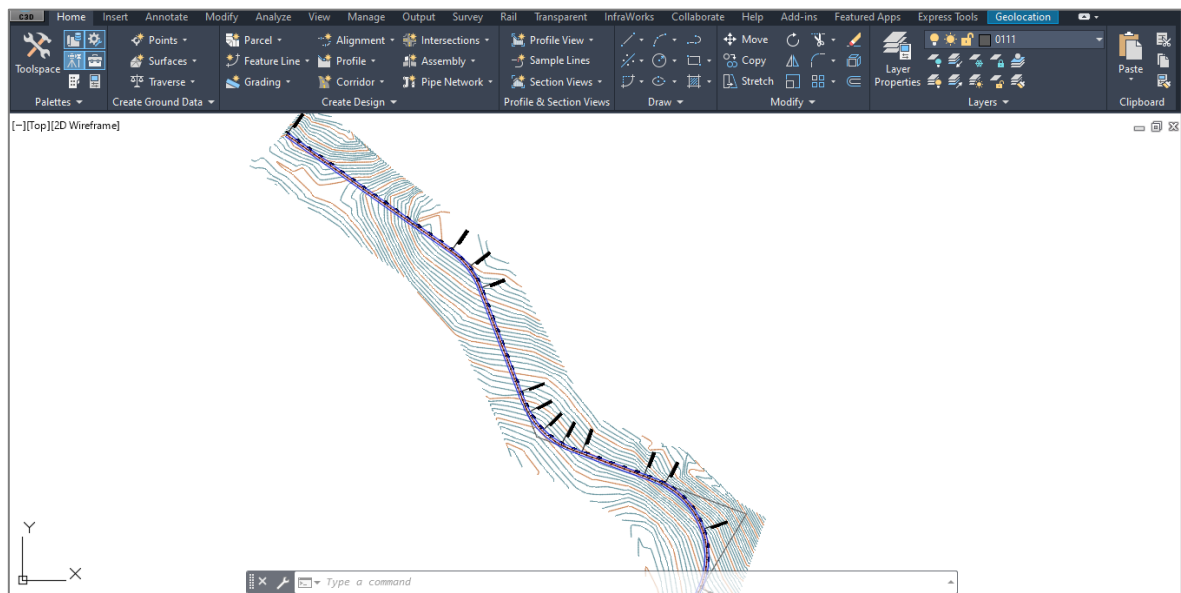 C3D Home Insert Annotate Modify Analyze View Manage Output Survey Rail Transparent InfraWorks Collaborate Help Add-ins Featured Apps Express Tools Geolocation
Toolspace
Palettes
Points
Surfaces
Traverse
Create Ground Data
Parcel Alignment Intersections
Feature Line Profile Assembly
Grading Corridor Pipe Network
Create Design
Profile View
Sample Lines
Section Views
Profile & Section Views
Draw
Move
Copy
Stretch
Modify
Layer
Properties
0111
Layers
Paste
Clipboard
[−][Top][2D Wireframe]
Y
X
Type a command